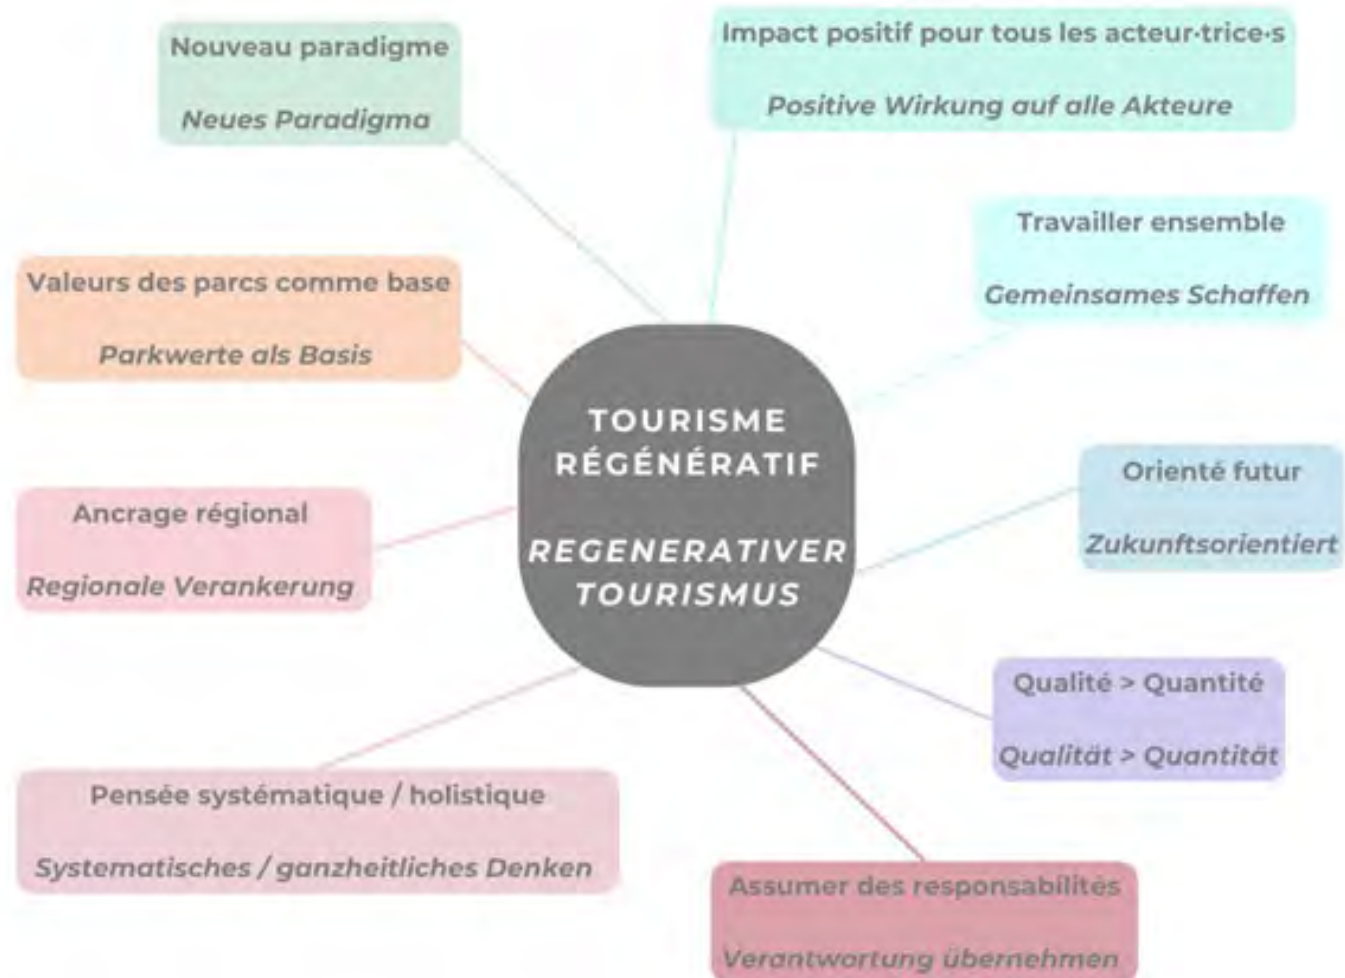 Nouveau paradigme
Neues Paradigma
Impact positif pour tous les acteur·trice·s
Positive Wirkung auf alle Akteure
Travailler ensemble
Gemeinsames Schaffen
Valeurs des parcs comme base
Parkwerte als Basis
TOURISME
RÉGÉNÉRATIF
REGENERATIVER
TOURISMUS
Orienté futur
Zukunftsorientiert
Ancrage régional
Regionale Verankerung
Qualité > Quantité
Qualität > Quantität
Pensée systématique / holistique
Systematisches / ganzheitliches Denken
Assumer des responsabilités
Verantwortung übernehmen